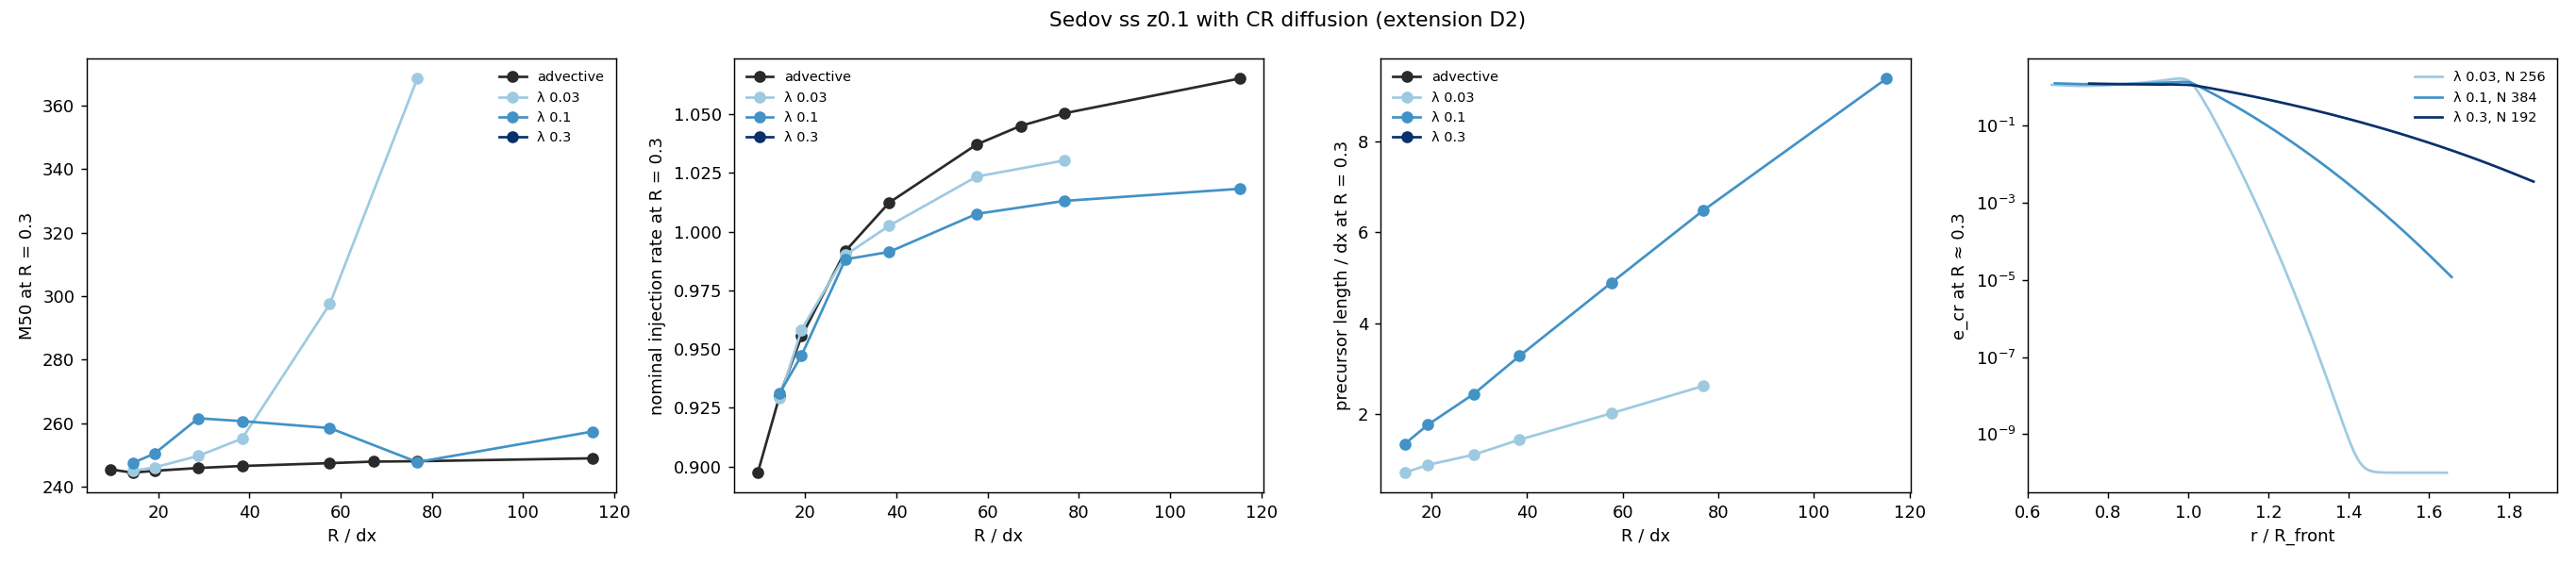 Sedov ss z0.1 with CR diffusion (extension D2)
M50 at R = 0.3
360
340
320
300
280
260
240
20
40
60
80
100
120
R / dx
advective
λ 0.03
λ 0.1
λ 0.3
nominal injection rate at R = 0.3
1.050
1.025
1.000
0.975
0.950
0.925
0.900
20
40
60
80
100
120
R / dx
advective
λ 0.03
λ 0.1
λ 0.3
precursor length / dx at R = 0.3
8
6
4
2
20
40
60
80
100
120
R / dx
advective
λ 0.03
λ 0.1
λ 0.3
e_cr at R ≈ 0.3
10⁻¹
10⁻³
10⁻⁵
10⁻⁷
10⁻⁹
0.6
0.8
1.0
1.2
1.4
1.6
1.8
r / R_front
λ 0.03, N 256
λ 0.1, N 384
λ 0.3, N 192